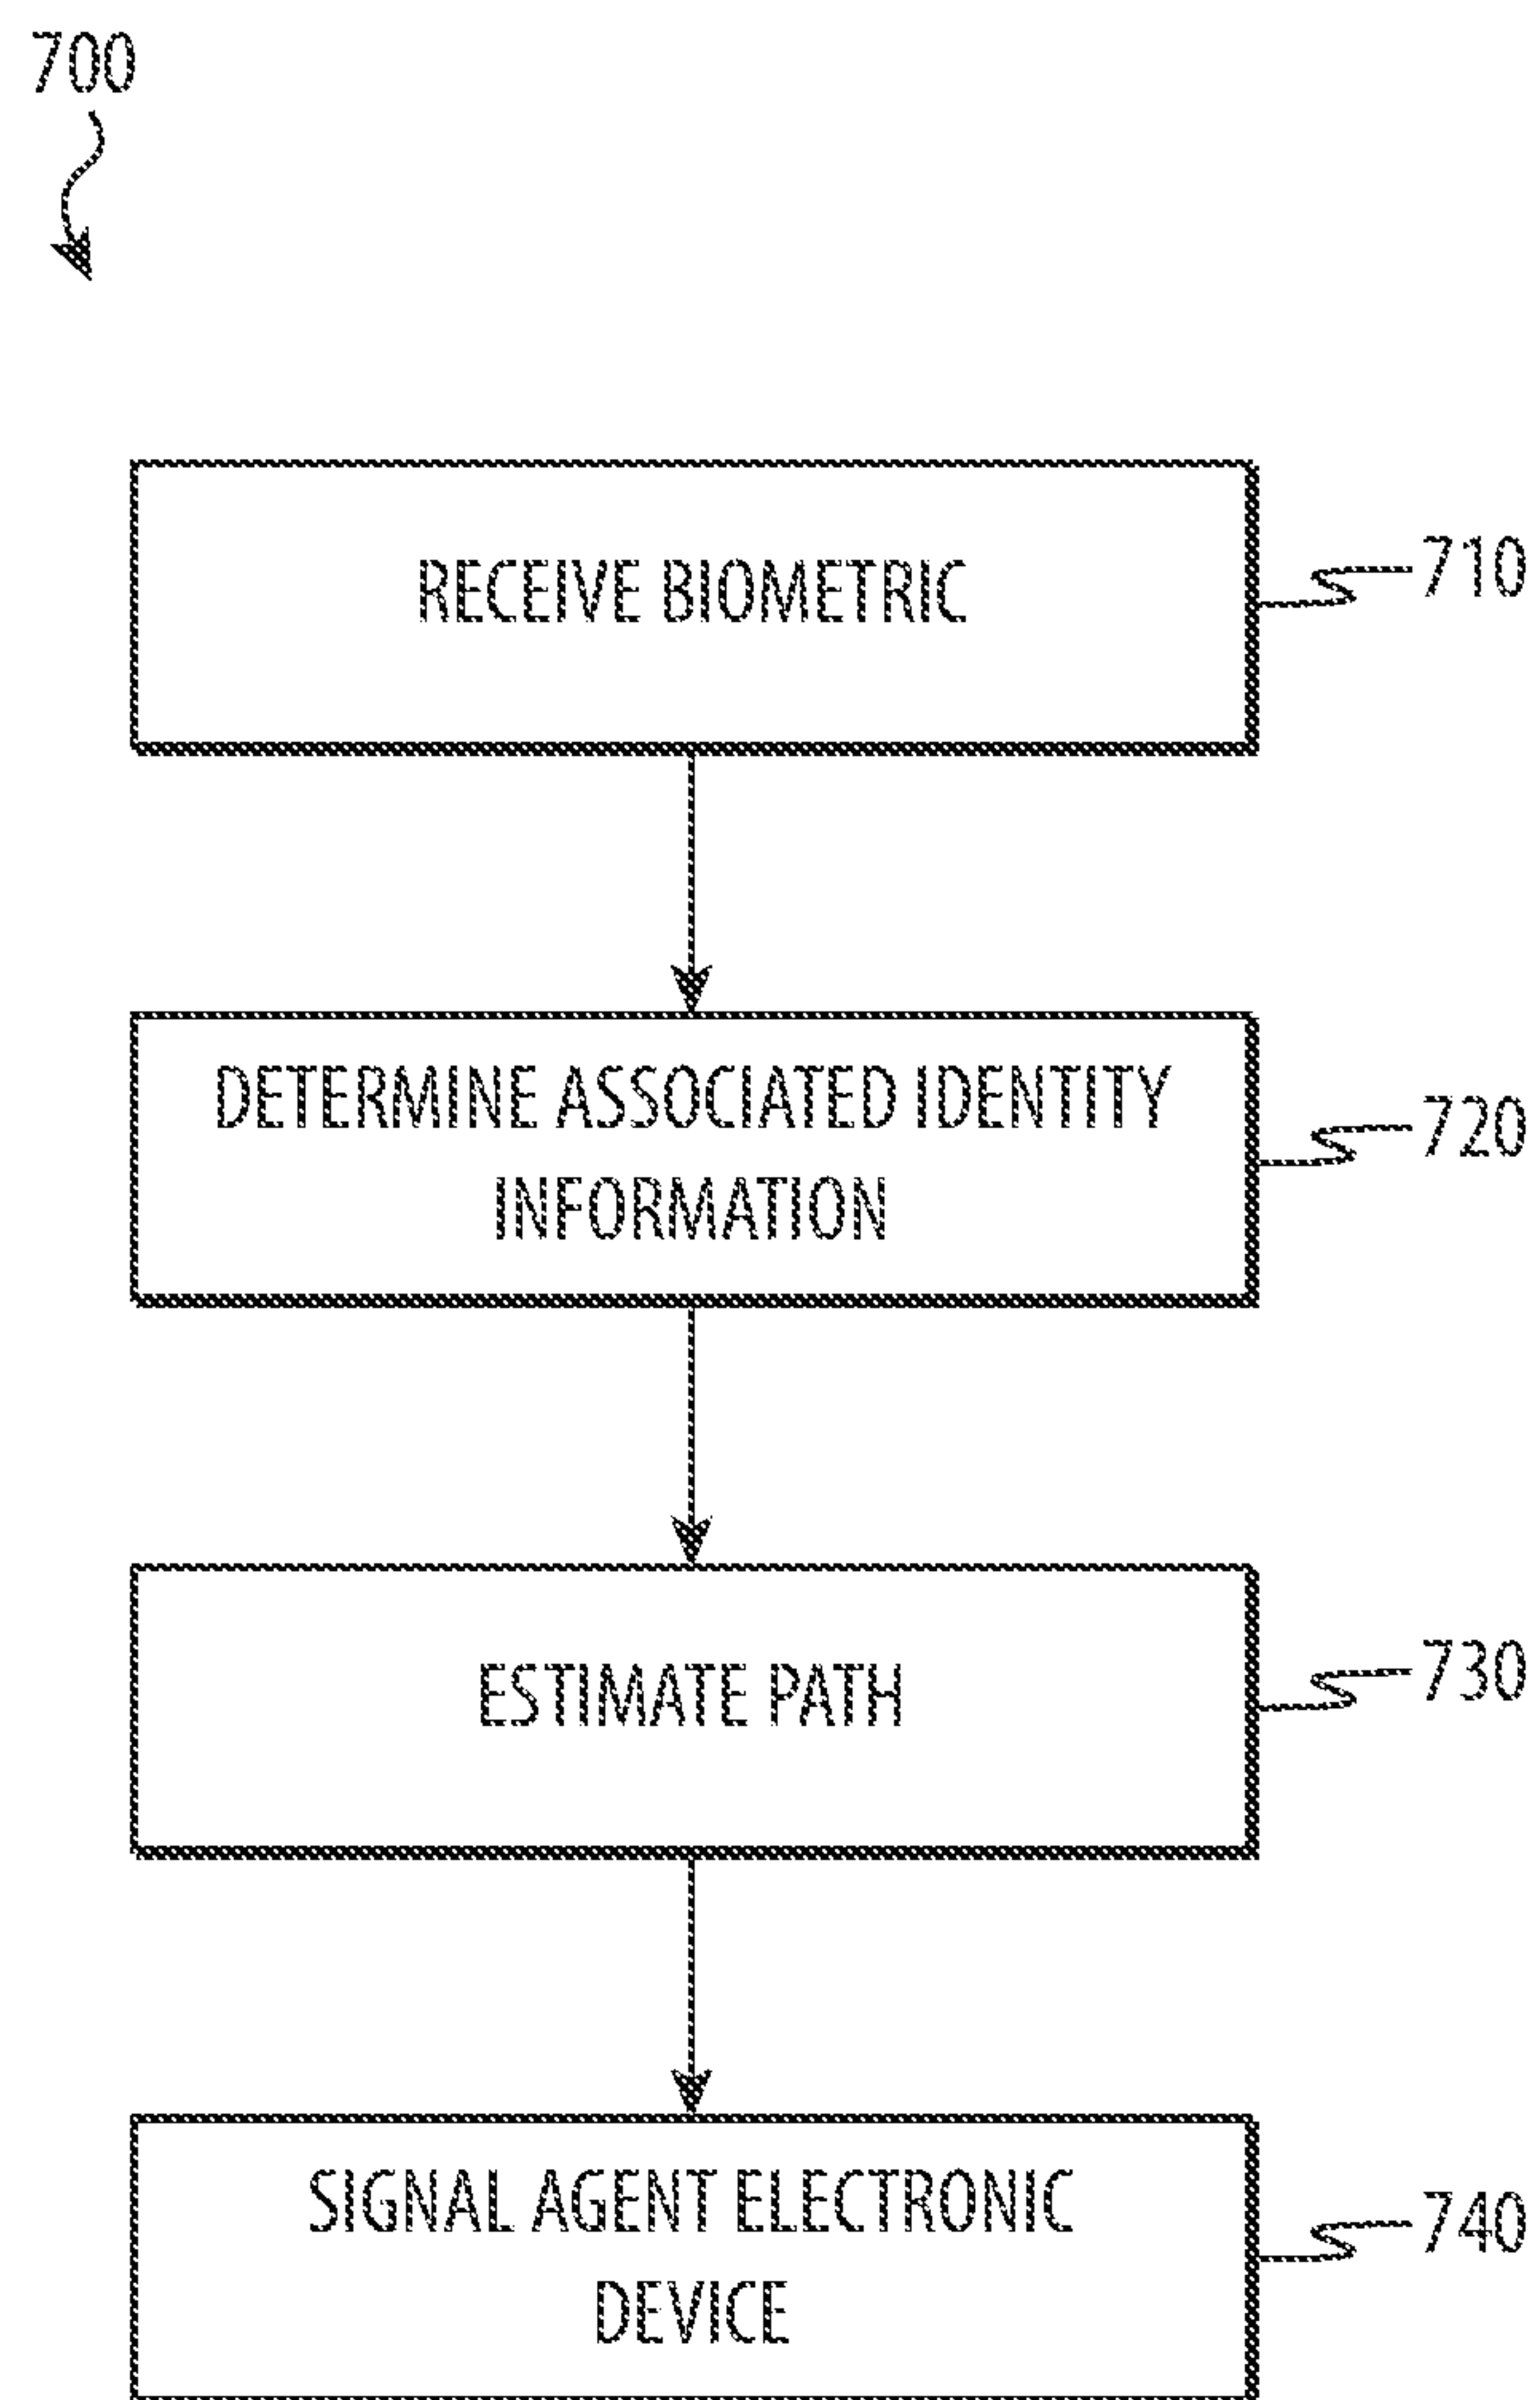 700
RECEIVE BIOMETRIC
710
DETERMINE ASSOCIATED IDENTITY
INFORMATION
720
ESTIMATE PATH
730
SIGNAL AGENT ELECTRONIC
DEVICE
740